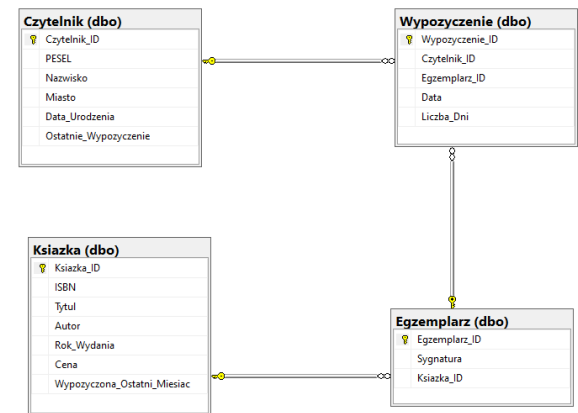 Czytelnik (dbo)
Czytelnik_ID
PESEL
Nazwisko
Miasto
Data_Urodzenia
Ostatnie_Wypozyczenie
Wypozyczenie (dbo)
Wypozyczenie_ID
Czytelnik_ID
Egzemplarz_ID
Data
Liczba_Dni
Ksiazka (dbo)
Ksiazka_ID
ISBN
Tytul
Autor
Rok_Wydania
Cena
Wypozyczona_Ostatni_Miesiac
Egzemplarz (dbo)
Egzemplarz_ID
Sygnatura
Ksiazka_ID